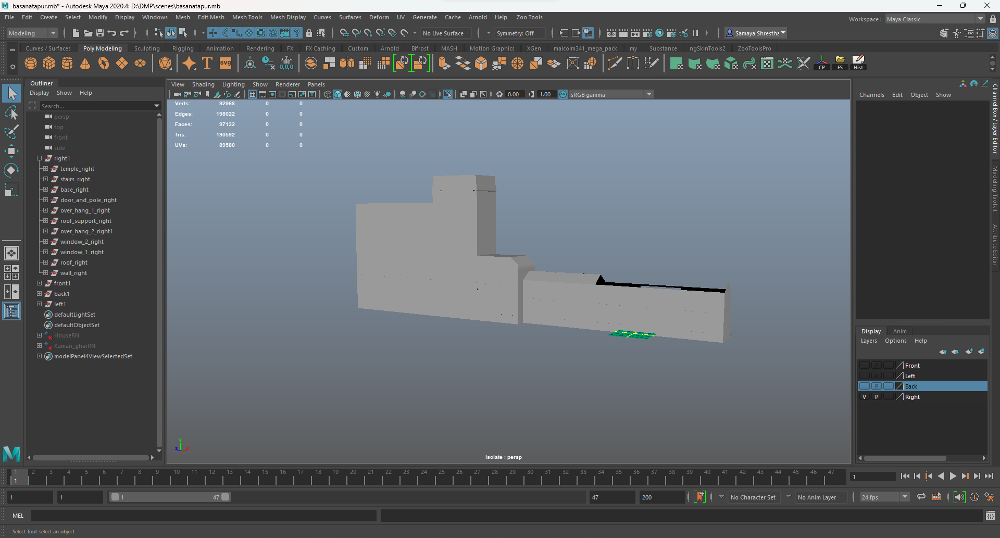 basanatapur.mb* - Autodesk Maya 2020.4: D:\DMP\scenes\basanatapur.mb
File Edit Create Select Modify Display Windows Mesh Edit Mesh Mesh Tools Mesh Display Curves Surfaces Deform UV Generate Cache Arnold Help Zoo Tools
Workspace : Maya Classic
Modeling No Live Surface Symmetry: Off IPR Samaya Shrestha
Curves / Surfaces Poly Modeling Sculpting Rigging Animation Rendering FX FX Caching Custom Arnold Bifrost MASH Motion Graphics XGen malcolm341_mega_pack my Substance ngSkinTools2 ZooToolsPro
T SVG 0,0,0 CP ES Hist
Outliner
Display Show Help
Search...
persp
top
front
side
right1
temple_right
stairs_right
base_right
door_and_pole_right
over_hang_1_right
roof_support_right
over_hang_2_right1
window_2_right
window_1_right
roof_right
wall_right
front1
back1
left1
defaultLightSet
defaultObjectSet
HouseRN
Kumari_gharRN
modelPanel4ViewSelectedSet
View Shading Lighting Show Renderer Panels
0.00 1.00 ON sRGB gamma
Verts: 92968 0 0
Edges: 198022 0 0
Faces: 97132 0 0
Tris: 190592 0 0
UVs: 89580 0 0
y
z x
Isolate : persp
Channels Edit Object Show
Channel Box / Layer Editor
Modeling Toolkit
Attribute Editor
Display Anim
Layers Options Help
P Front
P Left
P Back
V P Right
1 2 3 4 5 6 7 8 9 10 11 12 13 14 15 16 17 18 19 20 21 22 23 24 25 26 27 28 29 30 31 32 33 34 35 36 37 38 39 40 41 42 43 44 45 46 47
1 1
1 1 1 47 47 200 No Character Set No Anim Layer 24 fps
MEL
Select Tool: select an object